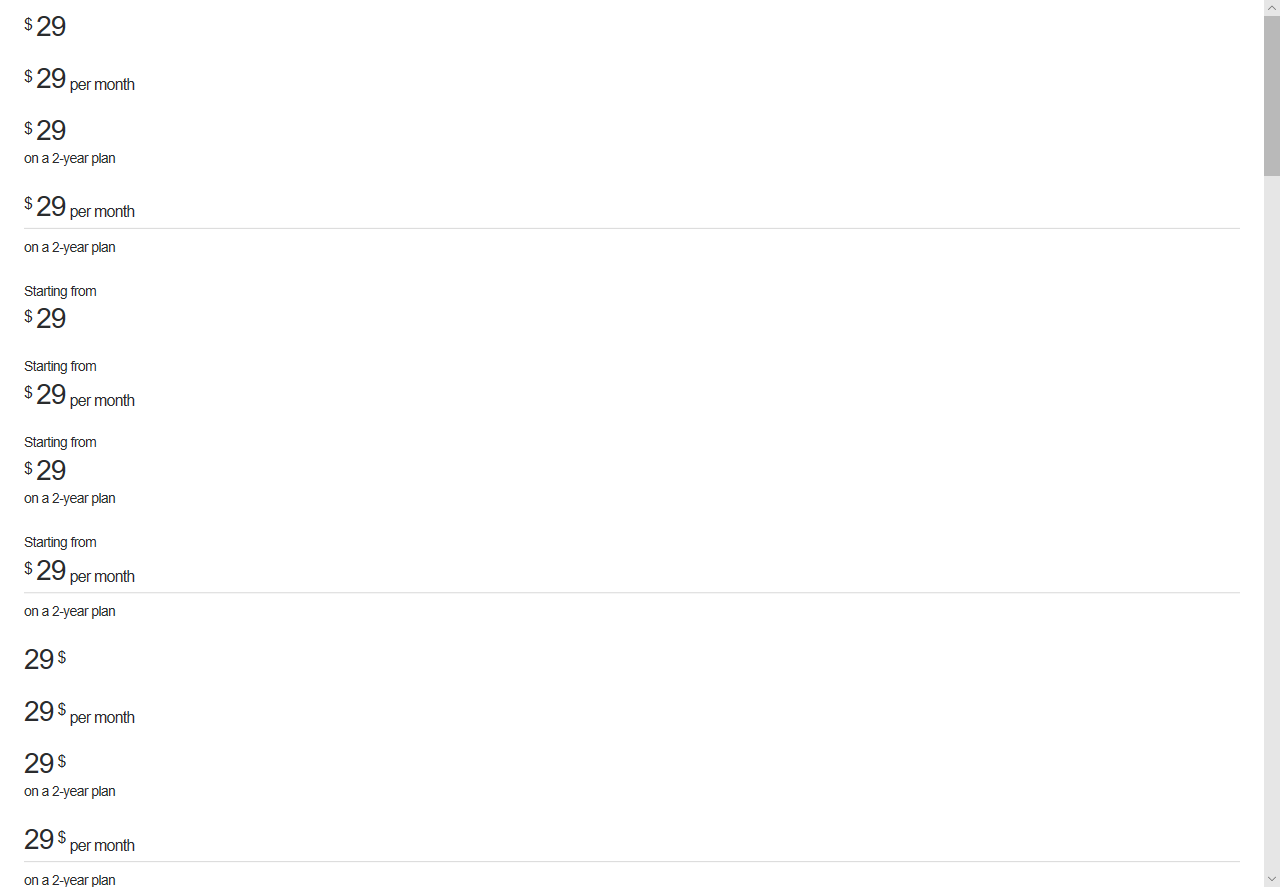 $ 29
$ 29 per month
$ 29
on a 2-year plan
$ 29 per month
on a 2-year plan
Starting from
$ 29
Starting from
$ 29 per month
Starting from
$ 29
on a 2-year plan
Starting from
$ 29 per month
on a 2-year plan
29 $
29 $ per month
29 $
on a 2-year plan
29 $ per month
on a 2-year plan